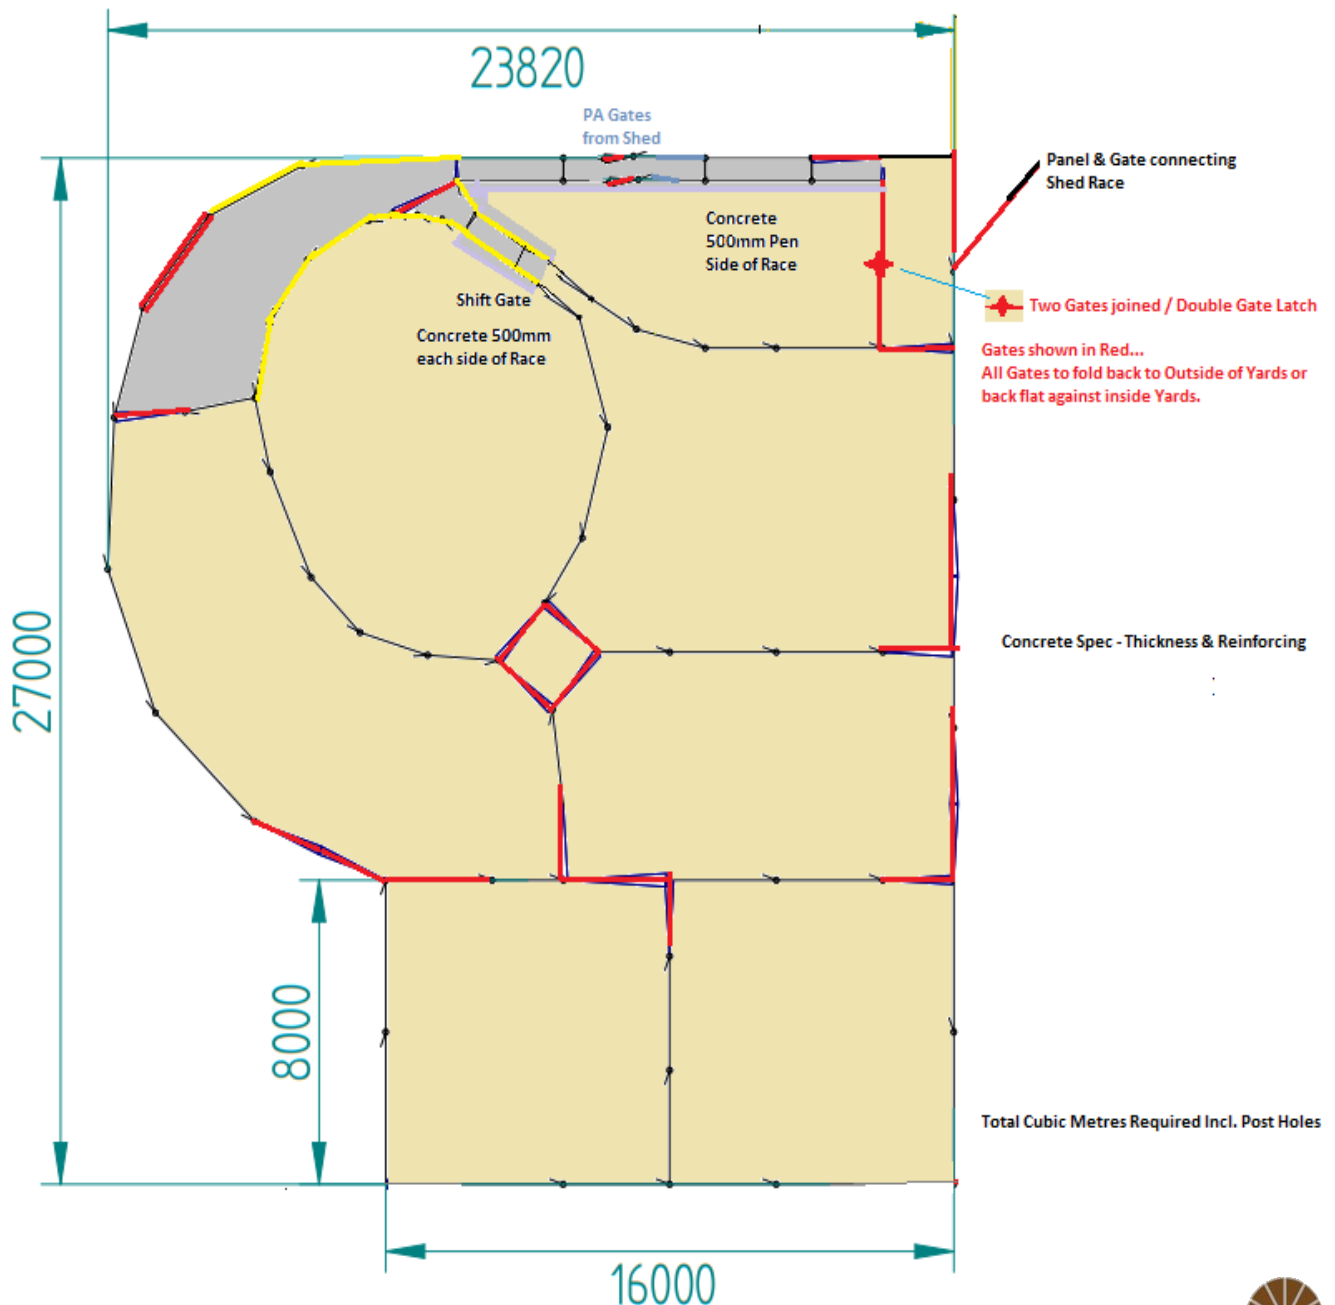 23820
PA Gates
from Shed
Panel & Gate connecting
Shed Race
Concrete
500mm Pen
Side of Race
Shift Gate
Concrete 500mm
each side of Race
Two Gates joined / Double Gate Latch
Gates shown in Red...
All Gates to fold back to Outside of Yards or
back flat against inside Yards.
27000
Concrete Spec - Thickness & Reinforcing
:
8000
Total Cubic Metres Required Incl. Post Holes
16000